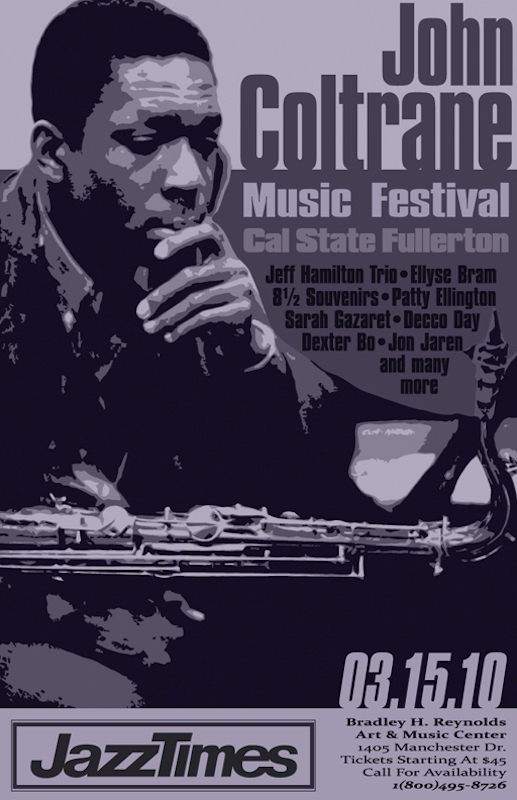 John
Coltrane
Music Festival
Cal State Fullerton
Jeff Hamilton Trio • Ellyse Bram
8½ Souvenirs • Patty Ellington
Sarah Gazaret • Decco Day
Dexter Bo • Jon Jaren
and many
more
03.15.10
JazzTimes
Bradley H. Reynolds
Art & Music Center
1405 Manchester Dr.
Tickets Starting At $45
Call For Availability
1(800)495-8726